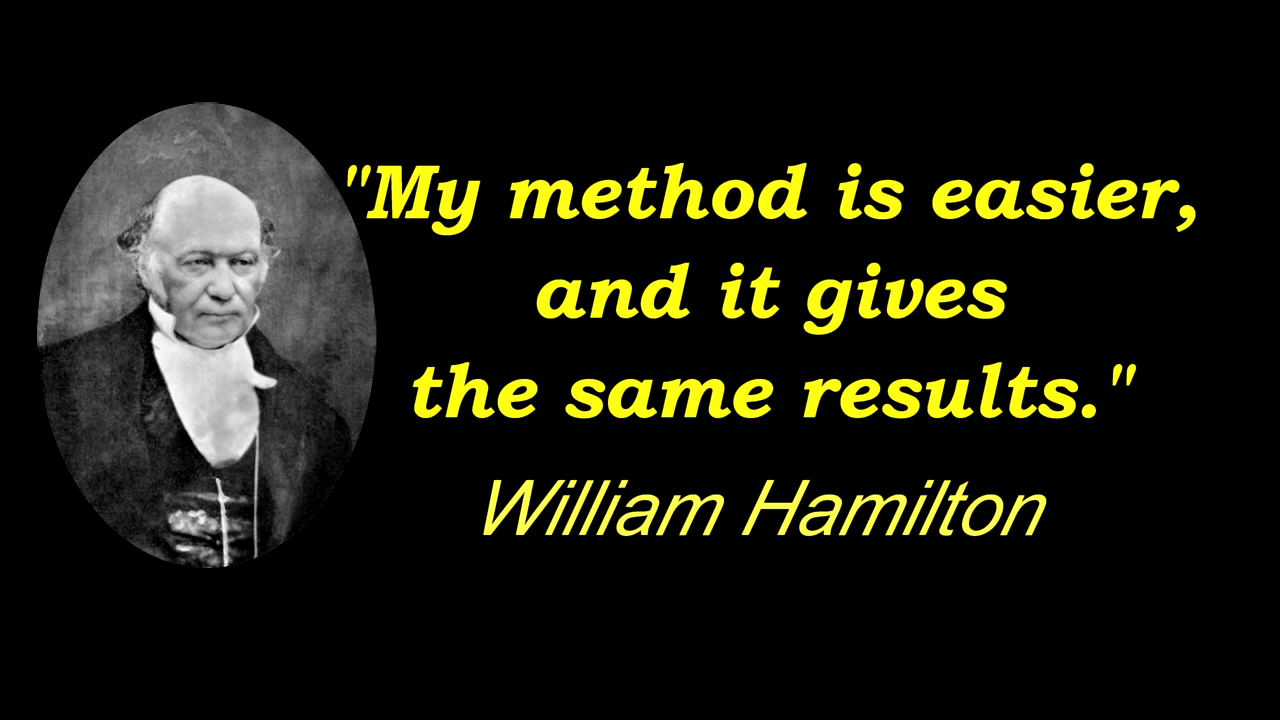 "My method is easier,
and it gives
the same results."
William Hamilton